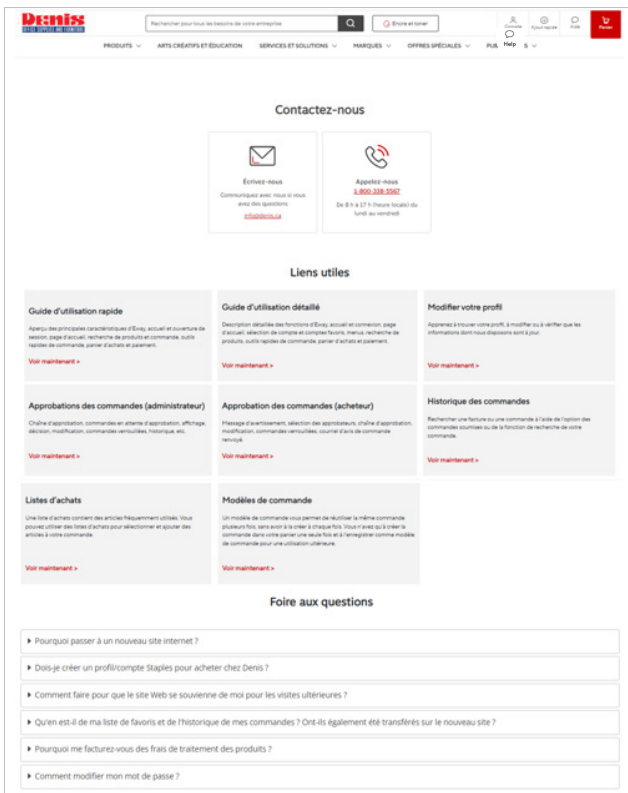 Denis
OFFICE SUPPLIES AND FURNITURE
Rechercher pour tous les besoins de votre entreprise
Encre et toner
Compte
Ajout rapide
Aide
Panier
PRODUITS
ARTS CRÉATIFS ET ÉDUCATION
SERVICES ET SOLUTIONS
MARQUES
OFFRES SPÉCIALES
Help
Contactez-nous
Écrivez-nous
Communiquez avec nous si vous
avez des questions
info@denis.ca
Appelez-nous
1-800-338-5567
De 8 h à 17 h (heure locale) du
lundi au vendredi
Liens utiles
Guide d'utilisation rapide
Aperçu des principales caractéristiques d'Eway, accueil et ouverture de
session, page d'accueil, recherche de produits et commande, outils
rapides de commande, panier d'achats et paiement.
Voir maintenant >
Guide d'utilisation détaillé
Description détaillée des fonctions d'Eway, accueil et connexion, page
d'accueil, sélection de compte et comptes favoris, menus, recherche de
produits, outils rapides de commande, panier d'achats et paiement.
Voir maintenant >
Modifier votre profil
Apprenez à trouver votre profil, à modifier ou à vérifier que les
informations dont nous disposons sont à jour.
Voir maintenant >
Approbations des commandes (administrateur)
Chaîne d'approbation, commandes en attente d'approbation, affichage,
décision, modification, commandes verrouillées, historique, etc.
Voir maintenant >
Approbation des commandes (acheteur)
Message d'avertissement, sélection des approbateurs, chaîne d'approbation,
modification, commandes verrouillées, courriel d'avis de commande
renvoyé.
Voir maintenant >
Historique des commandes
Rechercher une facture ou une commande à l'aide de l'option des
commandes soumises ou de la fonction de recherche de votre
commande.
Voir maintenant >
Listes d'achats
Une liste d'achats contient des articles fréquemment utilisés. Vous
pouvez utiliser des listes d'achats pour sélectionner et ajouter des
articles à votre commande.
Voir maintenant >
Modèles de commande
Un modèle de commande vous permet de réutiliser la même commande
plusieurs fois, sans avoir à la créer à chaque fois. Vous n'avez qu'à créer la
commande dans votre panier une seule fois et à l'enregistrer comme modèle
de commande pour une utilisation ultérieure.
Voir maintenant >
Foire aux questions
Pourquoi passer à un nouveau site internet ?
Dois-je créer un profil/compte Staples pour acheter chez Denis ?
Comment faire pour que le site Web se souvienne de moi pour les visites ultérieures ?
Qu'en est-il de ma liste de favoris et de l'historique de mes commandes ? Ont-ils également été transférés sur le nouveau site ?
Pourquoi me facturez-vous des frais de traitement des produits ?
Comment modifier mon mot de passe ?